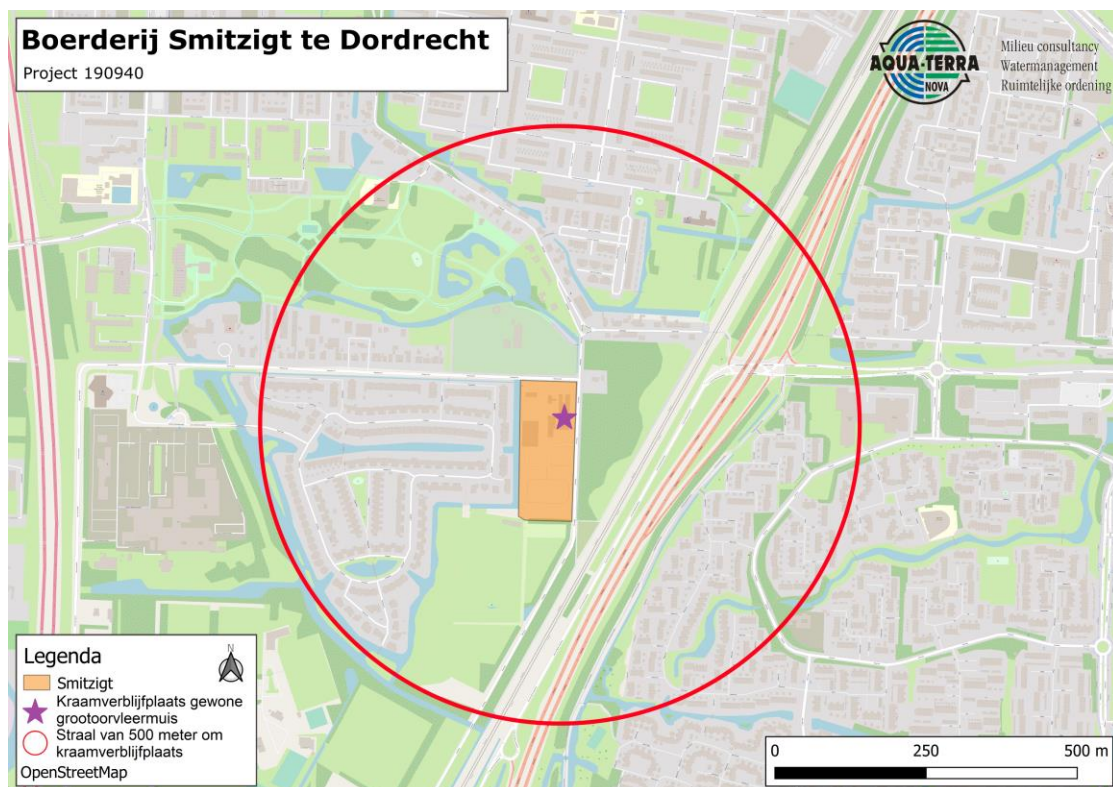 Boerderij Smitzigt te Dordrecht
Project 190940
AQUA-TERRA
NOVA
Milieu consultancy
Watermanagement
Ruimtelijke ordening
Legenda
N
Smitzigt
Kraamverblijfplaats gewone
grootoorvleermuis
Straal van 500 meter om
kraamverblijfplaats
OpenStreetMap
0 250 500 m